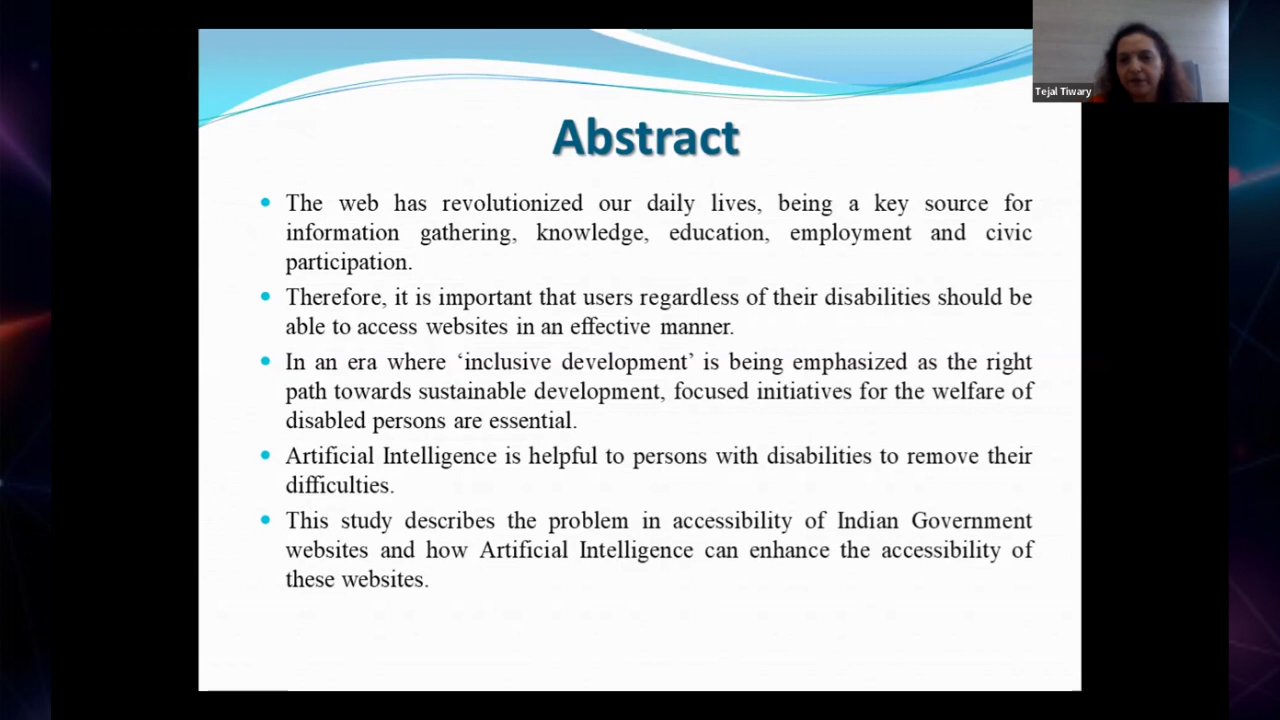 Tejal Tiwary
Abstract
• The web has revolutionized our daily lives, being a key source for
information gathering, knowledge, education, employment and civic
participation.
• Therefore, it is important that users regardless of their disabilities should be
able to access websites in an effective manner.
• In an era where ‘inclusive development’ is being emphasized as the right
path towards sustainable development, focused initiatives for the welfare of
disabled persons are essential.
• Artificial Intelligence is helpful to persons with disabilities to remove their
difficulties.
• This study describes the problem in accessibility of Indian Government
websites and how Artificial Intelligence can enhance the accessibility of
these websites.